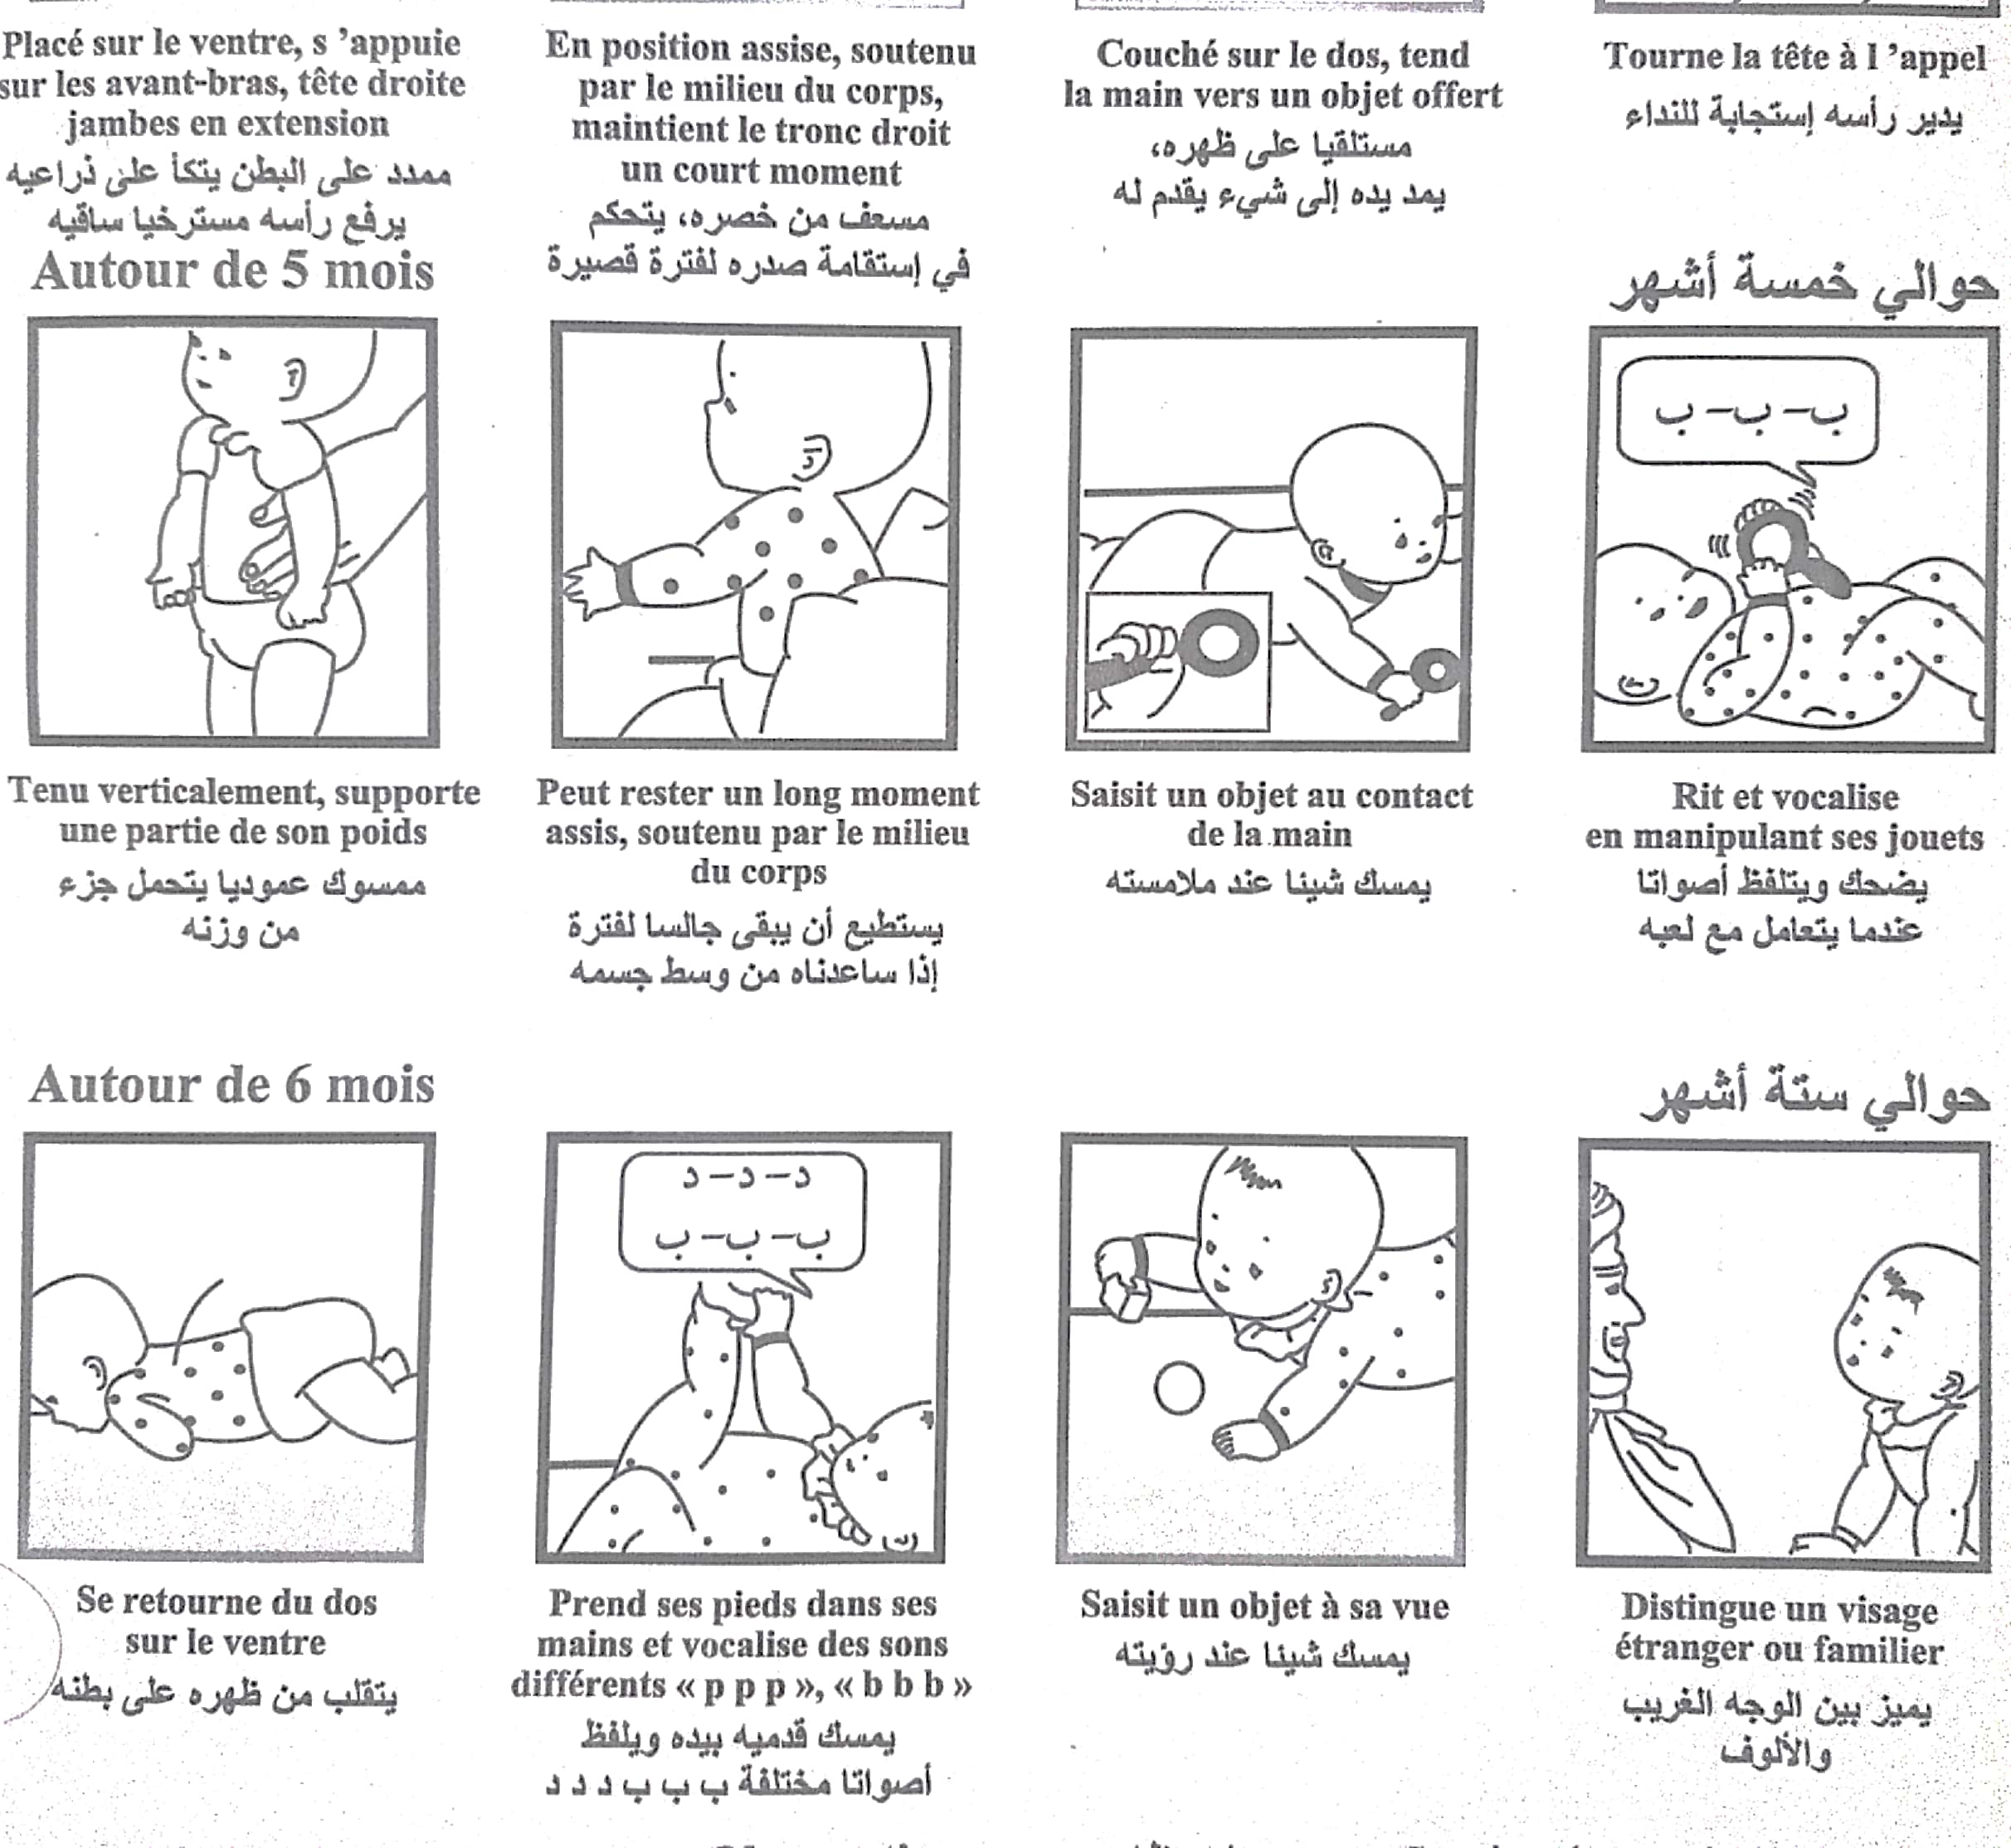 Placé sur le ventre, s ’appuie
sur les avant-bras, tête droite
jambes en extension
ممدد على البطن يتكأ على ذراعيه
يرفع رأسه مسترخيا ساقيه
En position assise, soutenu
par le milieu du corps,
maintient le tronc droit
un court moment
مسعف من خصره، يتحكم
في إستقامة صدره لفترة قصيرة
Couché sur le dos, tend
la main vers un objet offert
مستلقيا على ظهره،
يمد يده إلى شيء يقدم له
Tourne la tête à l ’appel
يدير رأسه إستجابة للنداء
Autour de 5 mois
حوالي خمسة أشهر
ب – ب – ب
Tenu verticalement, supporte
une partie de son poids
ممسوك عموديا يتحمل جزء
من وزنه
Peut rester un long moment
assis, soutenu par le milieu
du corps
يستطيع أن يبقى جالسا لفترة
إذا ساعدناه من وسط جسمه
Saisit un objet au contact
de la main
يمسك شيئا عند ملامسته
Rit et vocalise
en manipulant ses jouets
يضحك ويتلفظ أصواتا
عندما يتعامل مع لعبه
Autour de 6 mois
حوالي ستة أشهر
د – د – د
ب – ب – ب
Se retourne du dos
sur le ventre
يتقلب من ظهره على بطنه
Prend ses pieds dans ses
mains et vocalise des sons
différents « p p p », « b b b »
يمسك قدميه بيده ويلفظ
أصواتا مختلفة ب ب ب د د د
Saisit un objet à sa vue
يمسك شيئا عند رؤيته
Distingue un visage
étranger ou familier
يميز بين الوجه الغريب
والألوف